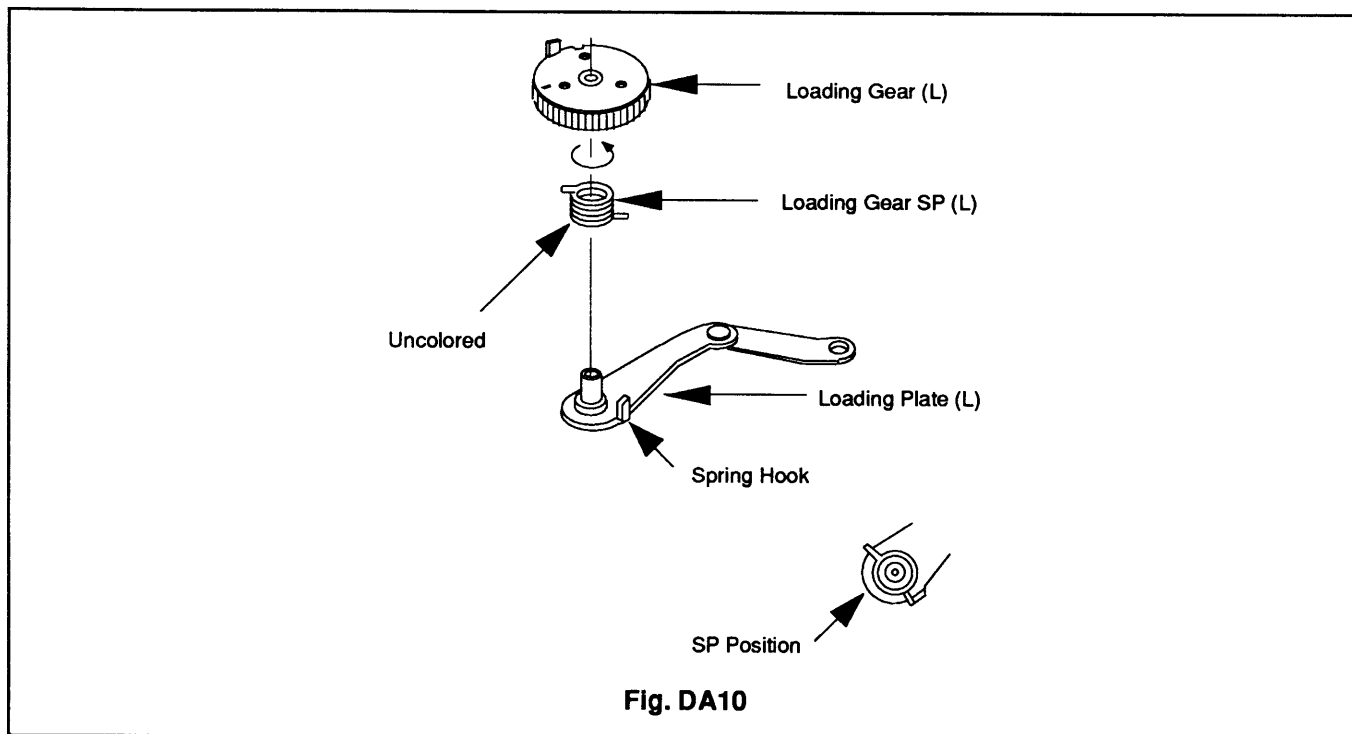 Loading Gear (L)
Loading Gear SP (L)
Uncolored
Loading Plate (L)
Spring Hook
SP Position
Fig. DA10